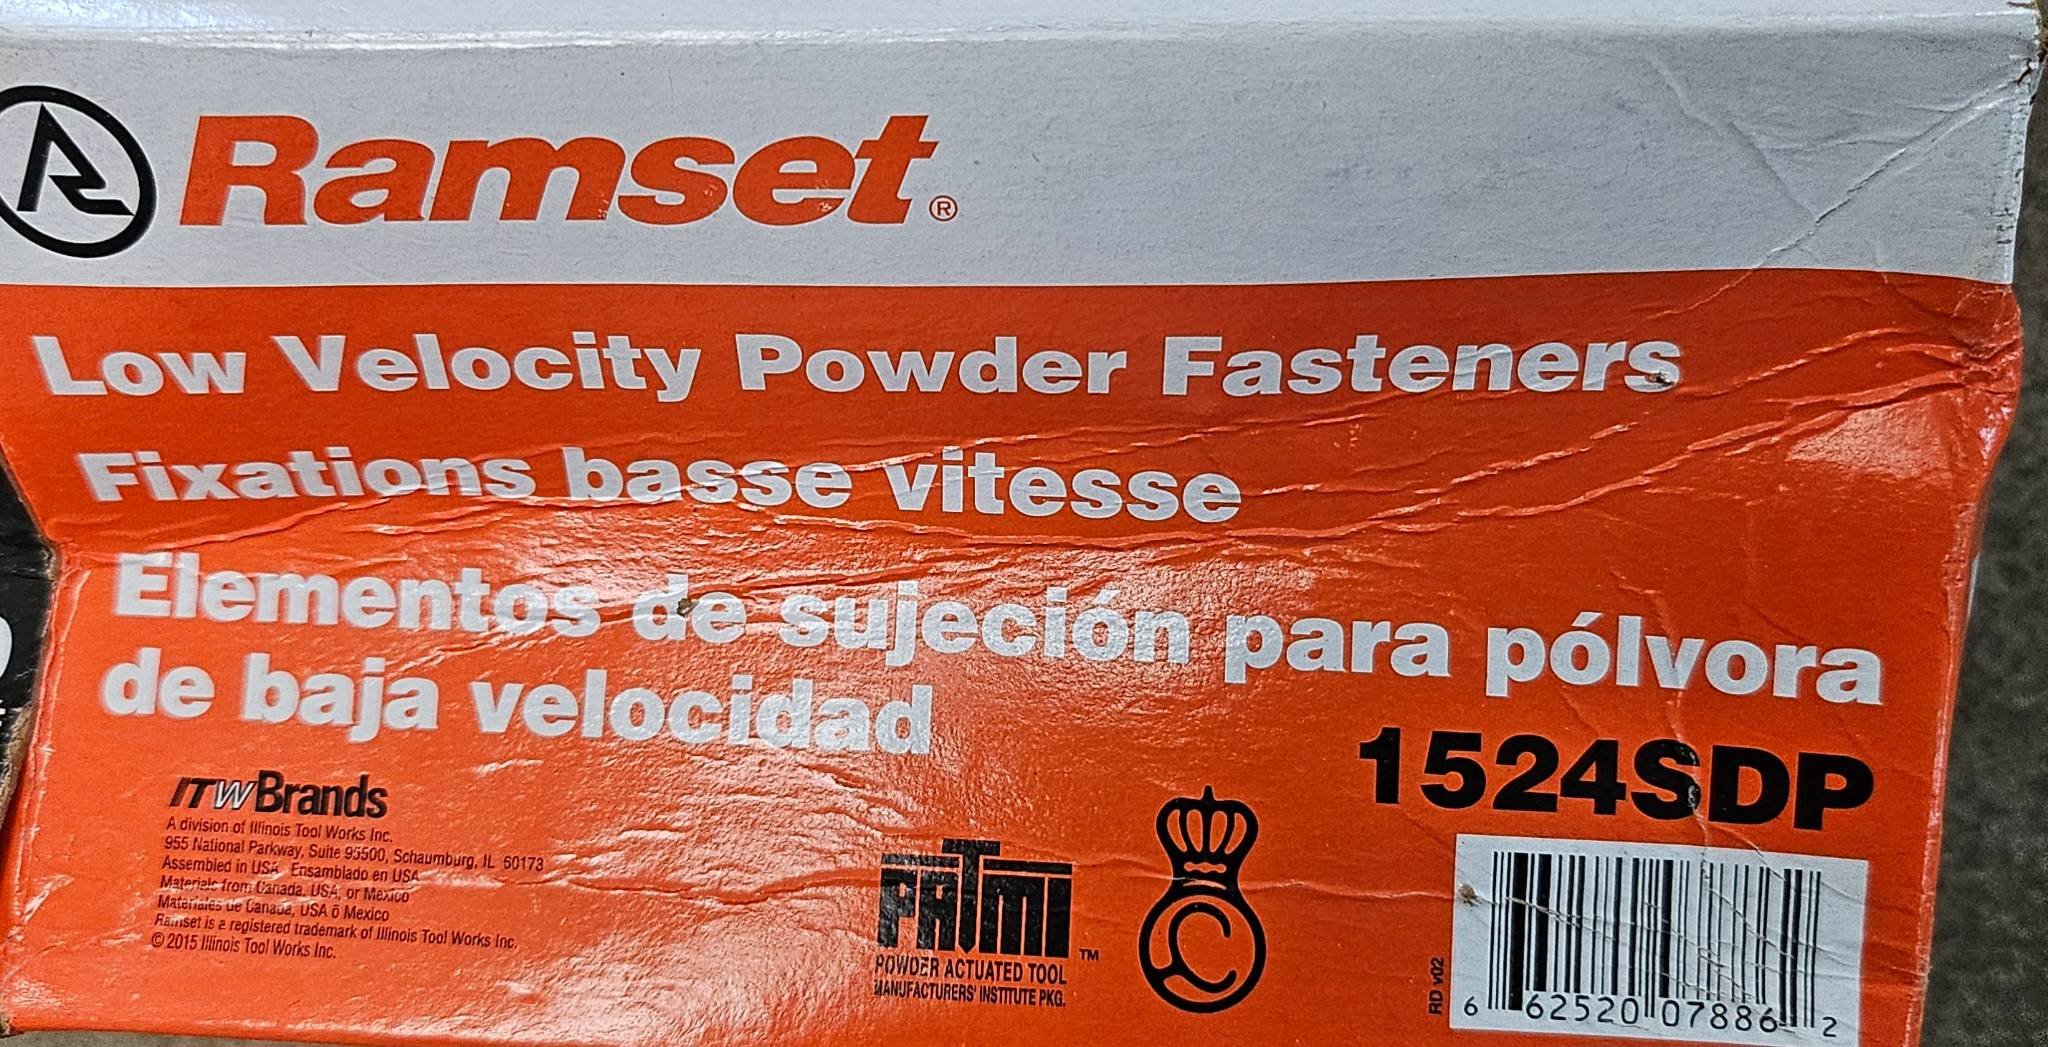 Ramset®
Low Velocity Powder Fasteners
Fixations basse vitesse
Elementos de sujeción para pólvora
de baja velocidad
1524SDP
ITWBrands
A division of Illinois Tool Works Inc.
955 National Parkway, Suite 95500, Schaumburg, IL 60173
Assembled in USA Ensamblado en USA
Materials from Canada, USA, or Mexico
Materiales de Canada, USA ō Mexico
Ramset is a registered trademark of Illinois Tool Works Inc.
© 2015 Illinois Tool Works Inc.
PATMI ™
POWDER ACTUATED TOOL
MANUFACTURERS' INSTITUTE PKG.
C
RD v02
6 62520 07886 2